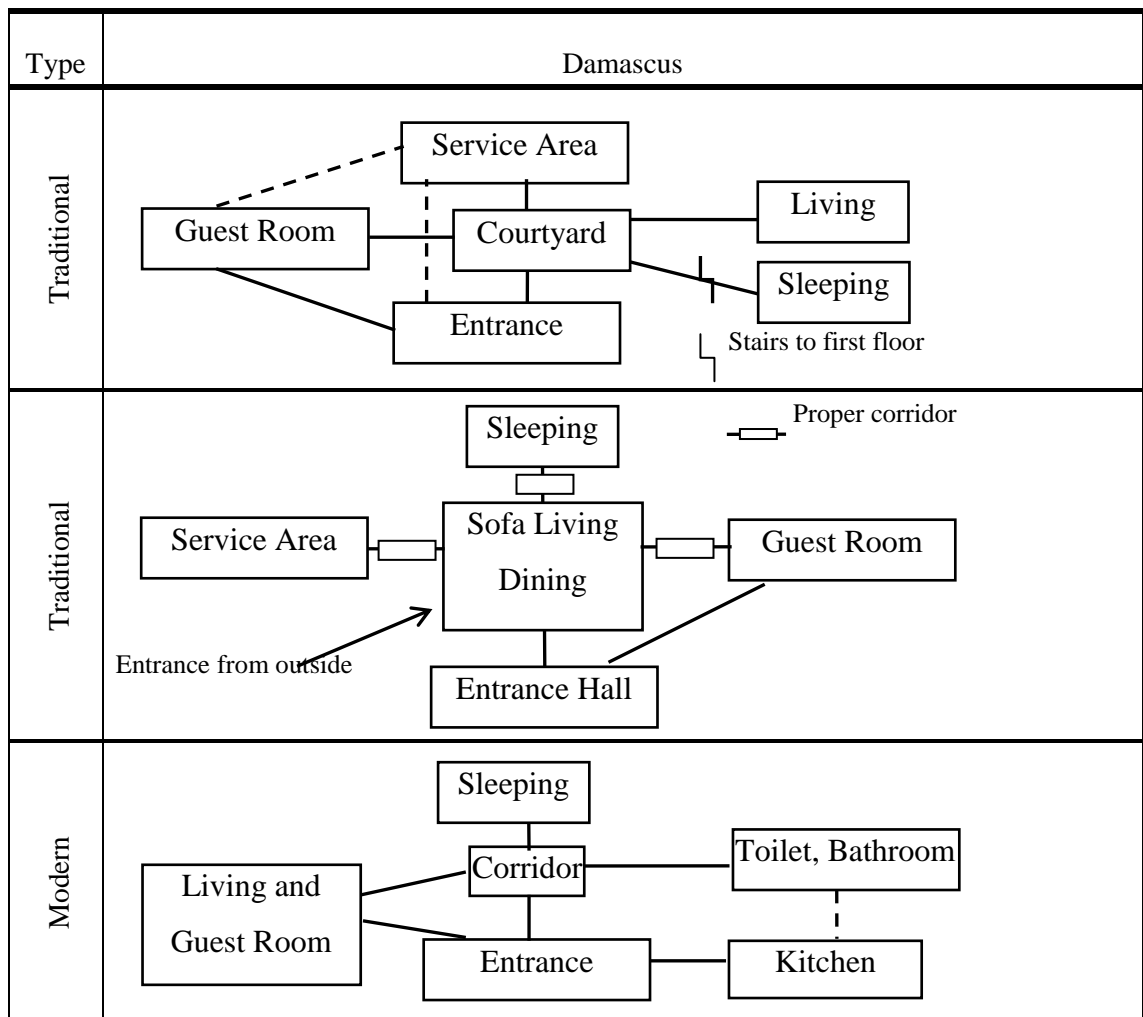 Type
Damascus
Traditional
Service Area
Guest Room
Courtyard
Living
Sleeping
Entrance
Stairs to first floor
Traditional
Sleeping
Proper corridor
Service Area
Sofa Living
Dining
Guest Room
Entrance from outside
Entrance Hall
Modern
Sleeping
Corridor
Toilet, Bathroom
Living and
Guest Room
Entrance
Kitchen